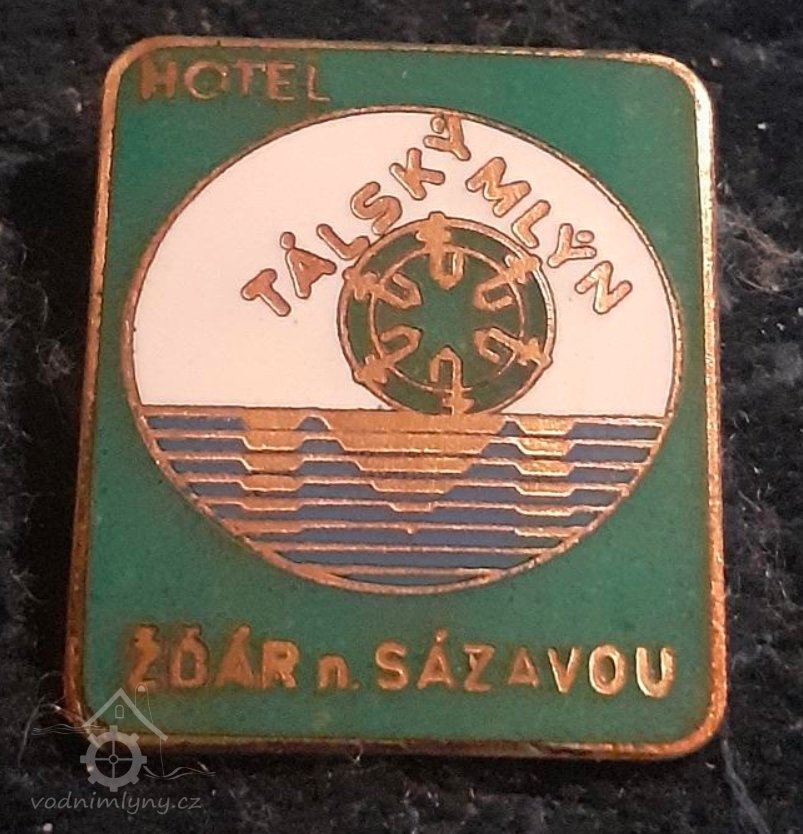 HOTEL
TÁLSKÝ MLÝN
ŽĎÁR n. SÁZAVOU
vodnimlyny.cz